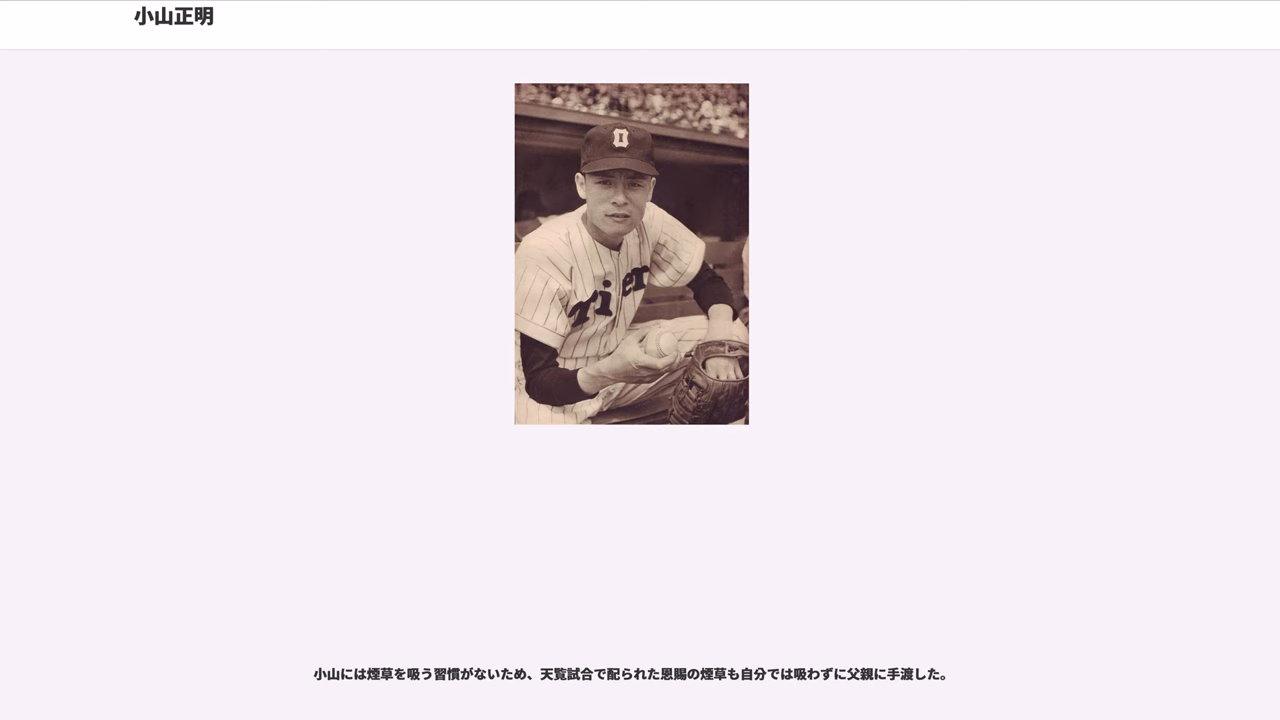 小山正明
Tigers
小山には煙草を吸う習慣がないため、天覧試合で配られた恩賜の煙草も自分では吸わずに父親に手渡した。